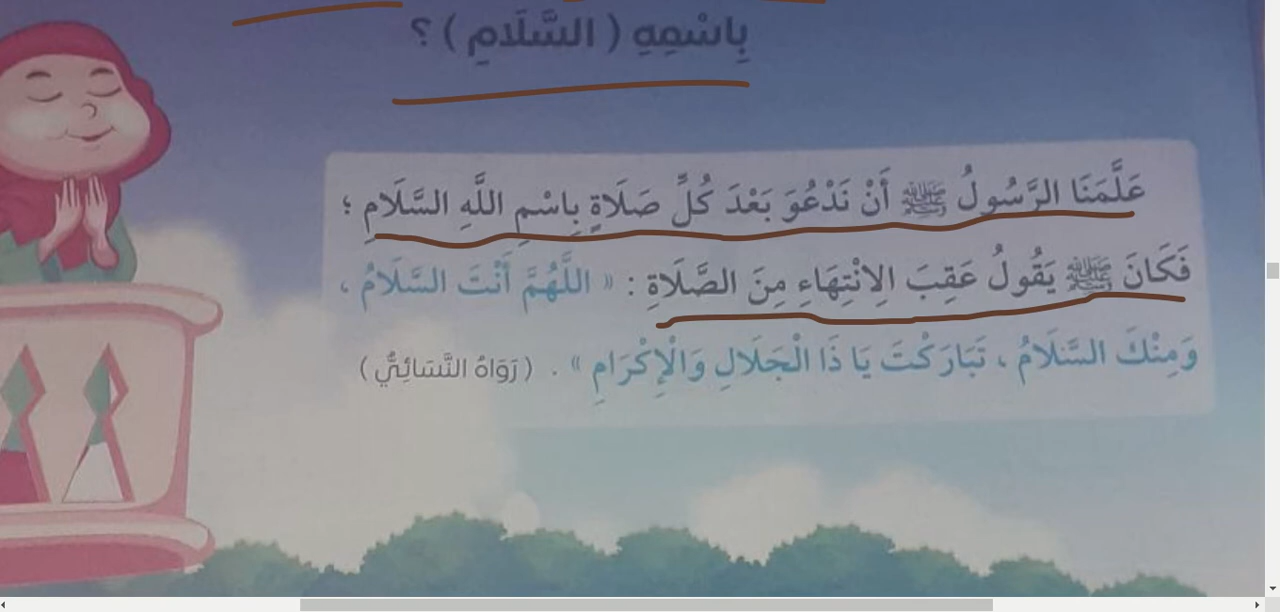 بِاسْمِهِ ( السَّلَامِ ) ؟
عَلَّمَنَا الرَّسُولُ ﷺ أَنْ نَدْعُوَ بَعْدَ كُلِّ صَلَاةٍ بِاسْمِ اللَّهِ السَّلَامِ ؛
فَكَانَ ﷺ يَقُولُ عَقِبَ الِانْتِهَاءِ مِنَ الصَّلَاةِ : « اللَّهُمَّ أَنْتَ السَّلَامُ ،
وَمِنْكَ السَّلَامُ ، تَبَارَكْتَ يَا ذَا الْجَلَالِ وَالْإِكْرَامِ » . ( رَوَاهُ النَّسَائِيُّ )